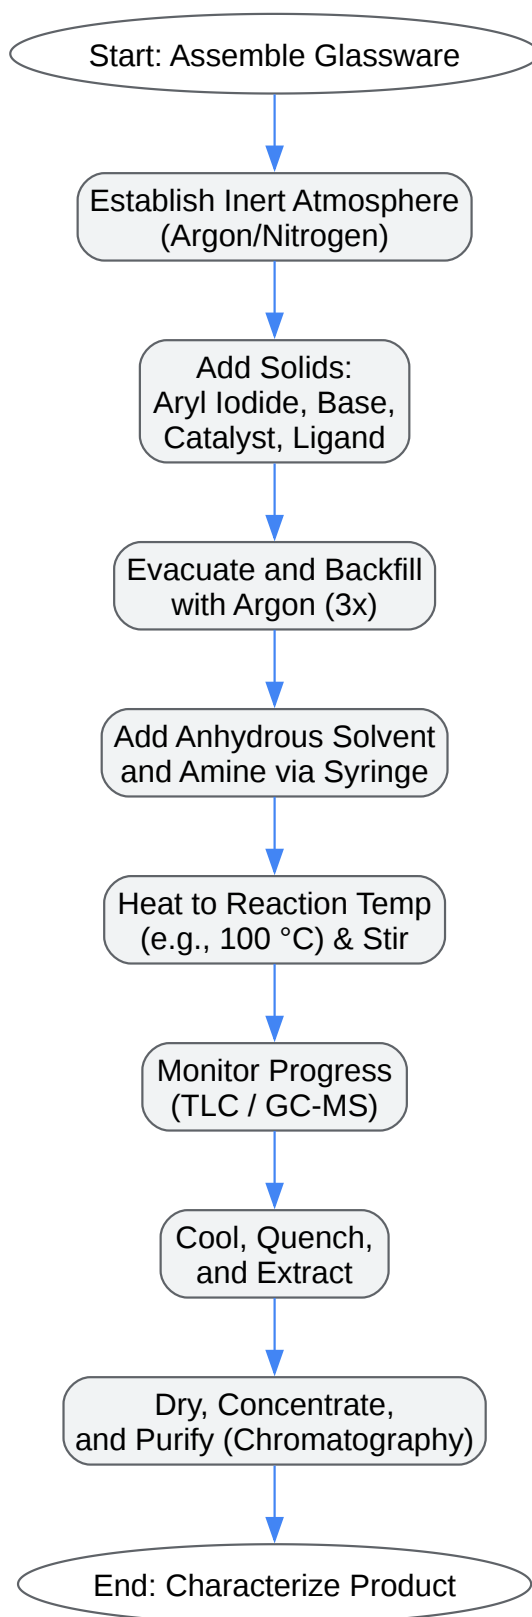 Start: Assemble Glassware
Establish Inert Atmosphere
(Argon/Nitrogen)
Add Solids:
Aryl Iodide, Base,
Catalyst, Ligand
Evacuate and Backfill
with Argon (3x)
Add Anhydrous Solvent
and Amine via Syringe
Heat to Reaction Temp
(e.g., 100 °C) & Stir
Monitor Progress
(TLC / GC-MS)
Cool, Quench,
and Extract
Dry, Concentrate,
and Purify (Chromatography)
End: Characterize Product